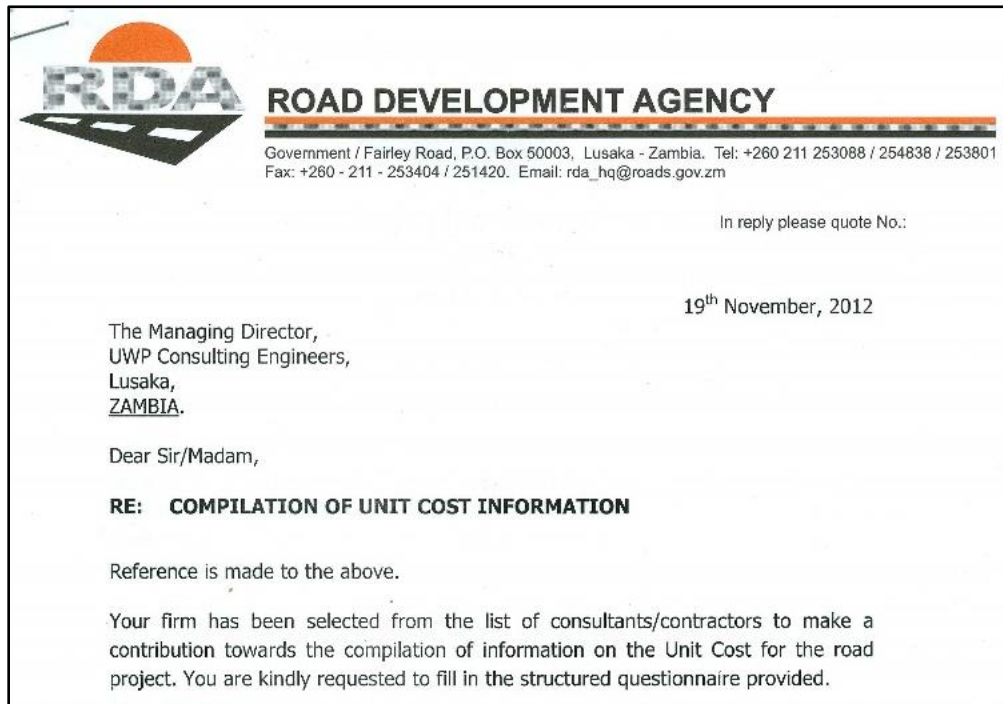 RDA
ROAD DEVELOPMENT AGENCY
Government / Fairley Road, P.O. Box 50003, Lusaka - Zambia. Tel: +260 211 253088 / 254838 / 253801
Fax: +260 - 211 - 253404 / 251420. Email: rda_hq@roads.gov.zm
In reply please quote No.:
19th November, 2012
The Managing Director,
UWP Consulting Engineers,
Lusaka,
ZAMBIA.
Dear Sir/Madam,
RE: COMPILATION OF UNIT COST INFORMATION
Reference is made to the above.
Your firm has been selected from the list of consultants/contractors to make a
contribution towards the compilation of information on the Unit Cost for the road
project. You are kindly requested to fill in the structured questionnaire provided.